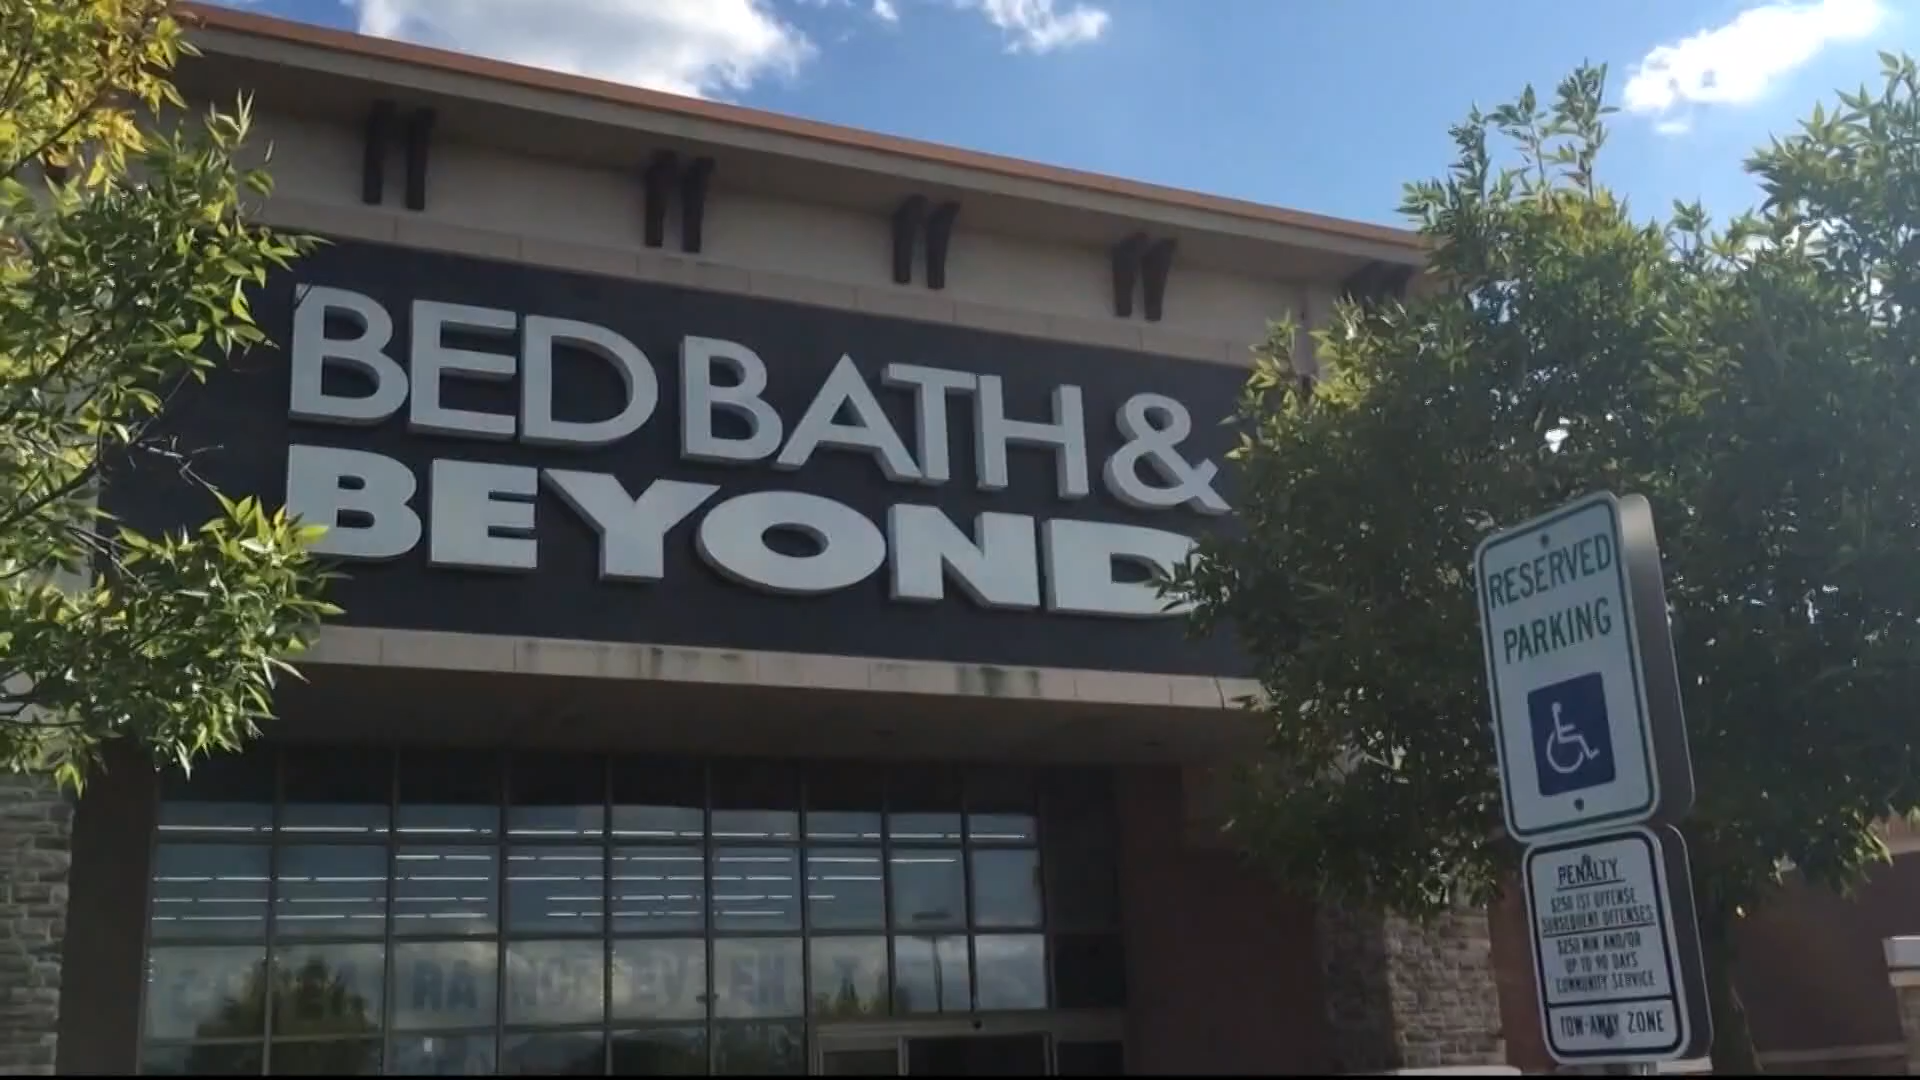 BED BATH &
BEYOND
RESERVED
PARKING
PENALTY
$250 1ST OFFENSE
SUBSEQUENT OFFENSES
$250 MIN AND/OR
UP TO 90 DAYS
COMMUNITY SERVICE
TOW-AWAY ZONE